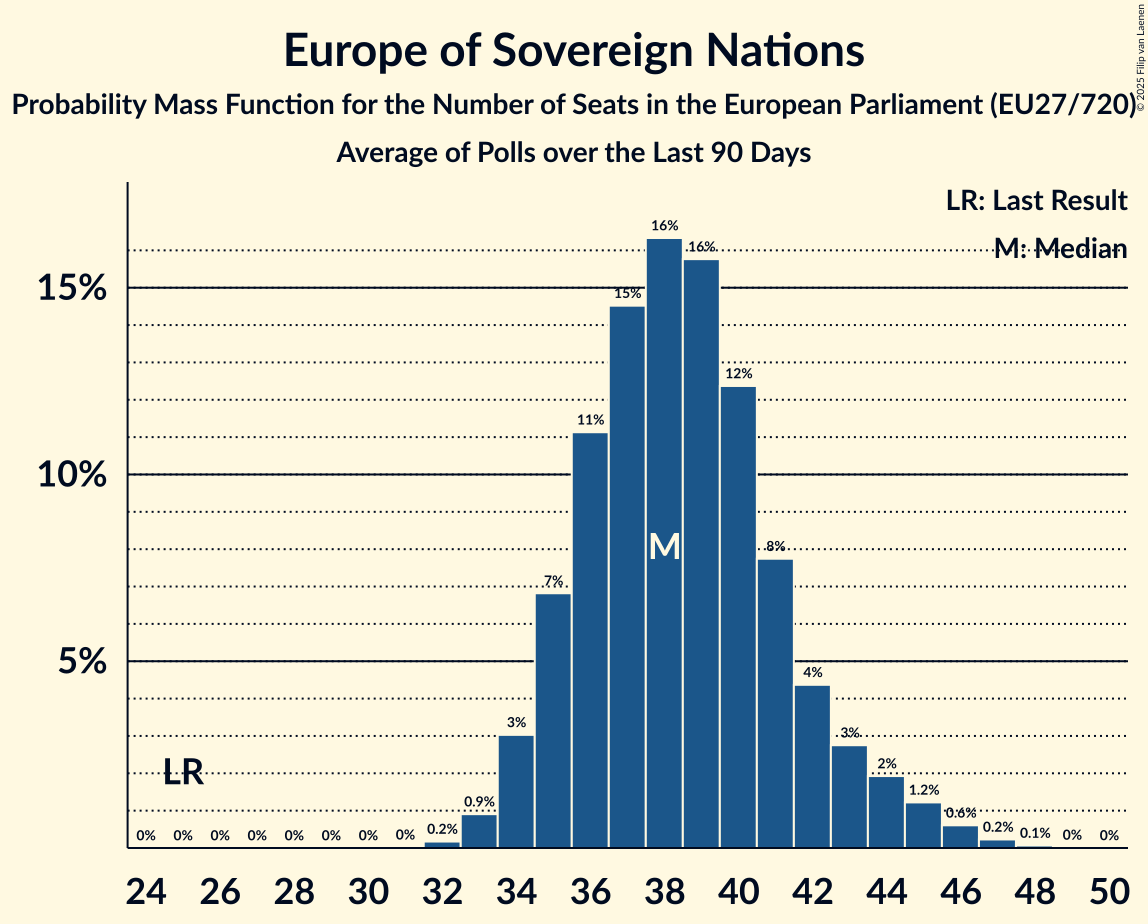 Europe of Sovereign Nations
Probability Mass Function for the Number of Seats in the European Parliament (EU27/720)
Average of Polls over the Last 90 Days
© 2025 Filip van Laenen
LR: Last Result
M: Median
15%
10%
5%
LR
M
0% 0% 0% 0% 0% 0% 0% 0% 0.2% 0.9% 3% 7% 11% 15% 16% 16% 12% 8% 4% 3% 2% 1.2% 0.6% 0.2% 0.1% 0% 0%
24 26 28 30 32 34 36 38 40 42 44 46 48 50